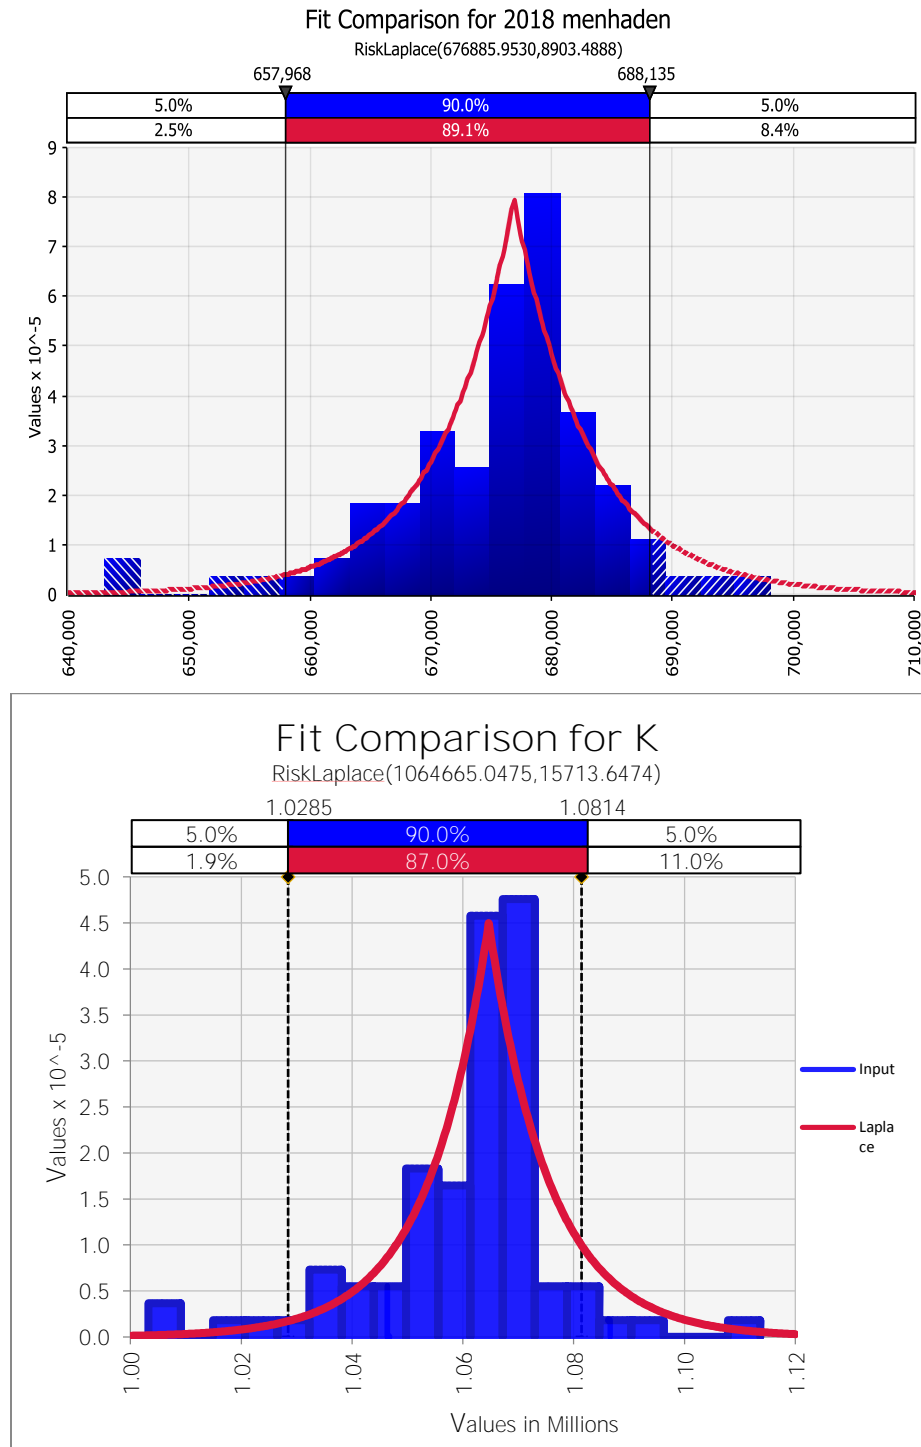 Fit Comparison for 2018 menhaden
RiskLaplace(676885.9530,8903.4888)
657,968 688,135
5.0% 90.0% 5.0%
2.5% 89.1% 8.4%
9
8
7
6
5
4
3
2
1
0
Values x 10^-5
640,000 650,000 660,000 670,000 680,000 690,000 700,000 710,000
Fit Comparison for K
RiskLaplace(1064665.0475,15713.6474)
1.0285 1.0814
5.0% 90.0% 5.0%
1.9% 87.0% 11.0%
5.0
4.5
4.0
3.5
3.0
2.5
2.0
1.5
1.0
0.5
0.0
Values x 10^-5
1.00 1.02 1.04 1.06 1.08 1.10 1.12
Values in Millions
Input
Lapla
ce